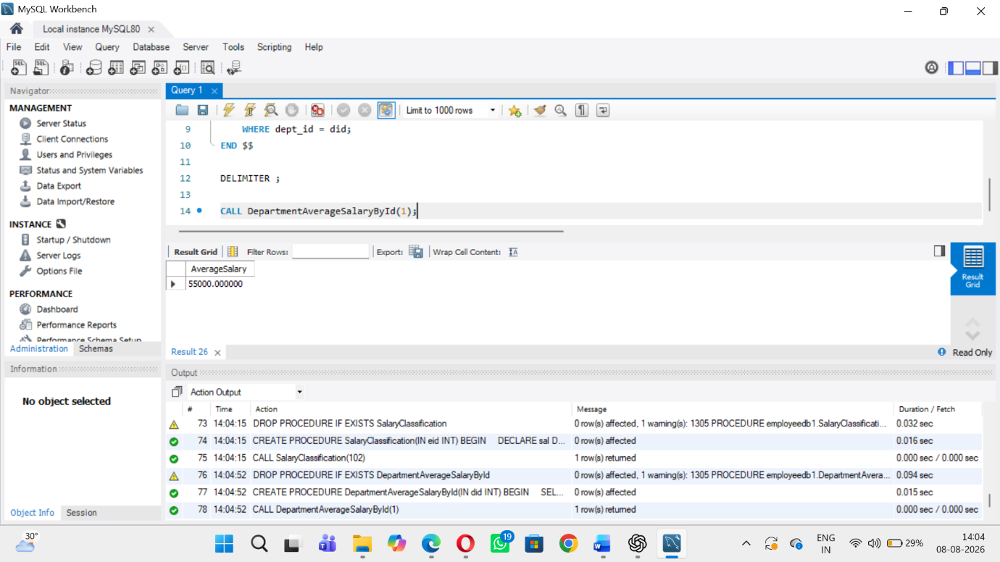 MySQL Workbench
Local instance MySQL80
File Edit View Query Database Server Tools Scripting Help
Navigator
MANAGEMENT
Server Status
Client Connections
Users and Privileges
Status and System Variables
Data Export
Data Import/Restore
INSTANCE
Startup / Shutdown
Server Logs
Options File
PERFORMANCE
Dashboard
Performance Reports
Performance Schema Setup
Administration Schemas
Information
No object selected
Object Info Session
Query 1
Limit to 1000 rows
9 WHERE dept_id = did;
10 END $$
11
12 DELIMITER ;
13
14 CALL DepartmentAverageSalaryById(1);
Result Grid Filter Rows: Export: Wrap Cell Content:
AverageSalary
55000.000000
Result Grid
Result 26
Read Only
Output
Action Output
# Time Action Message Duration / Fetch
73 14:04:15 DROP PROCEDURE IF EXISTS SalaryClassification 0 row(s) affected, 1 warning(s): 1305 PROCEDURE employeedb1.SalaryClassificati... 0.032 sec
74 14:04:15 CREATE PROCEDURE SalaryClassification(IN eid INT) BEGIN DECLARE sal D... 0 row(s) affected 0.016 sec
75 14:04:15 CALL SalaryClassification(102) 1 row(s) returned 0.000 sec / 0.000 sec
76 14:04:52 DROP PROCEDURE IF EXISTS DepartmentAverageSalaryById 0 row(s) affected, 1 warning(s): 1305 PROCEDURE employeedb1.DepartmentAvera... 0.094 sec
77 14:04:52 CREATE PROCEDURE DepartmentAverageSalaryById(IN did INT) BEGIN SEL... 0 row(s) affected 0.015 sec
78 14:04:52 CALL DepartmentAverageSalaryById(1) 1 row(s) returned 0.000 sec / 0.000 sec
30°
19
ENG
IN
29%
14:04
08-08-2026